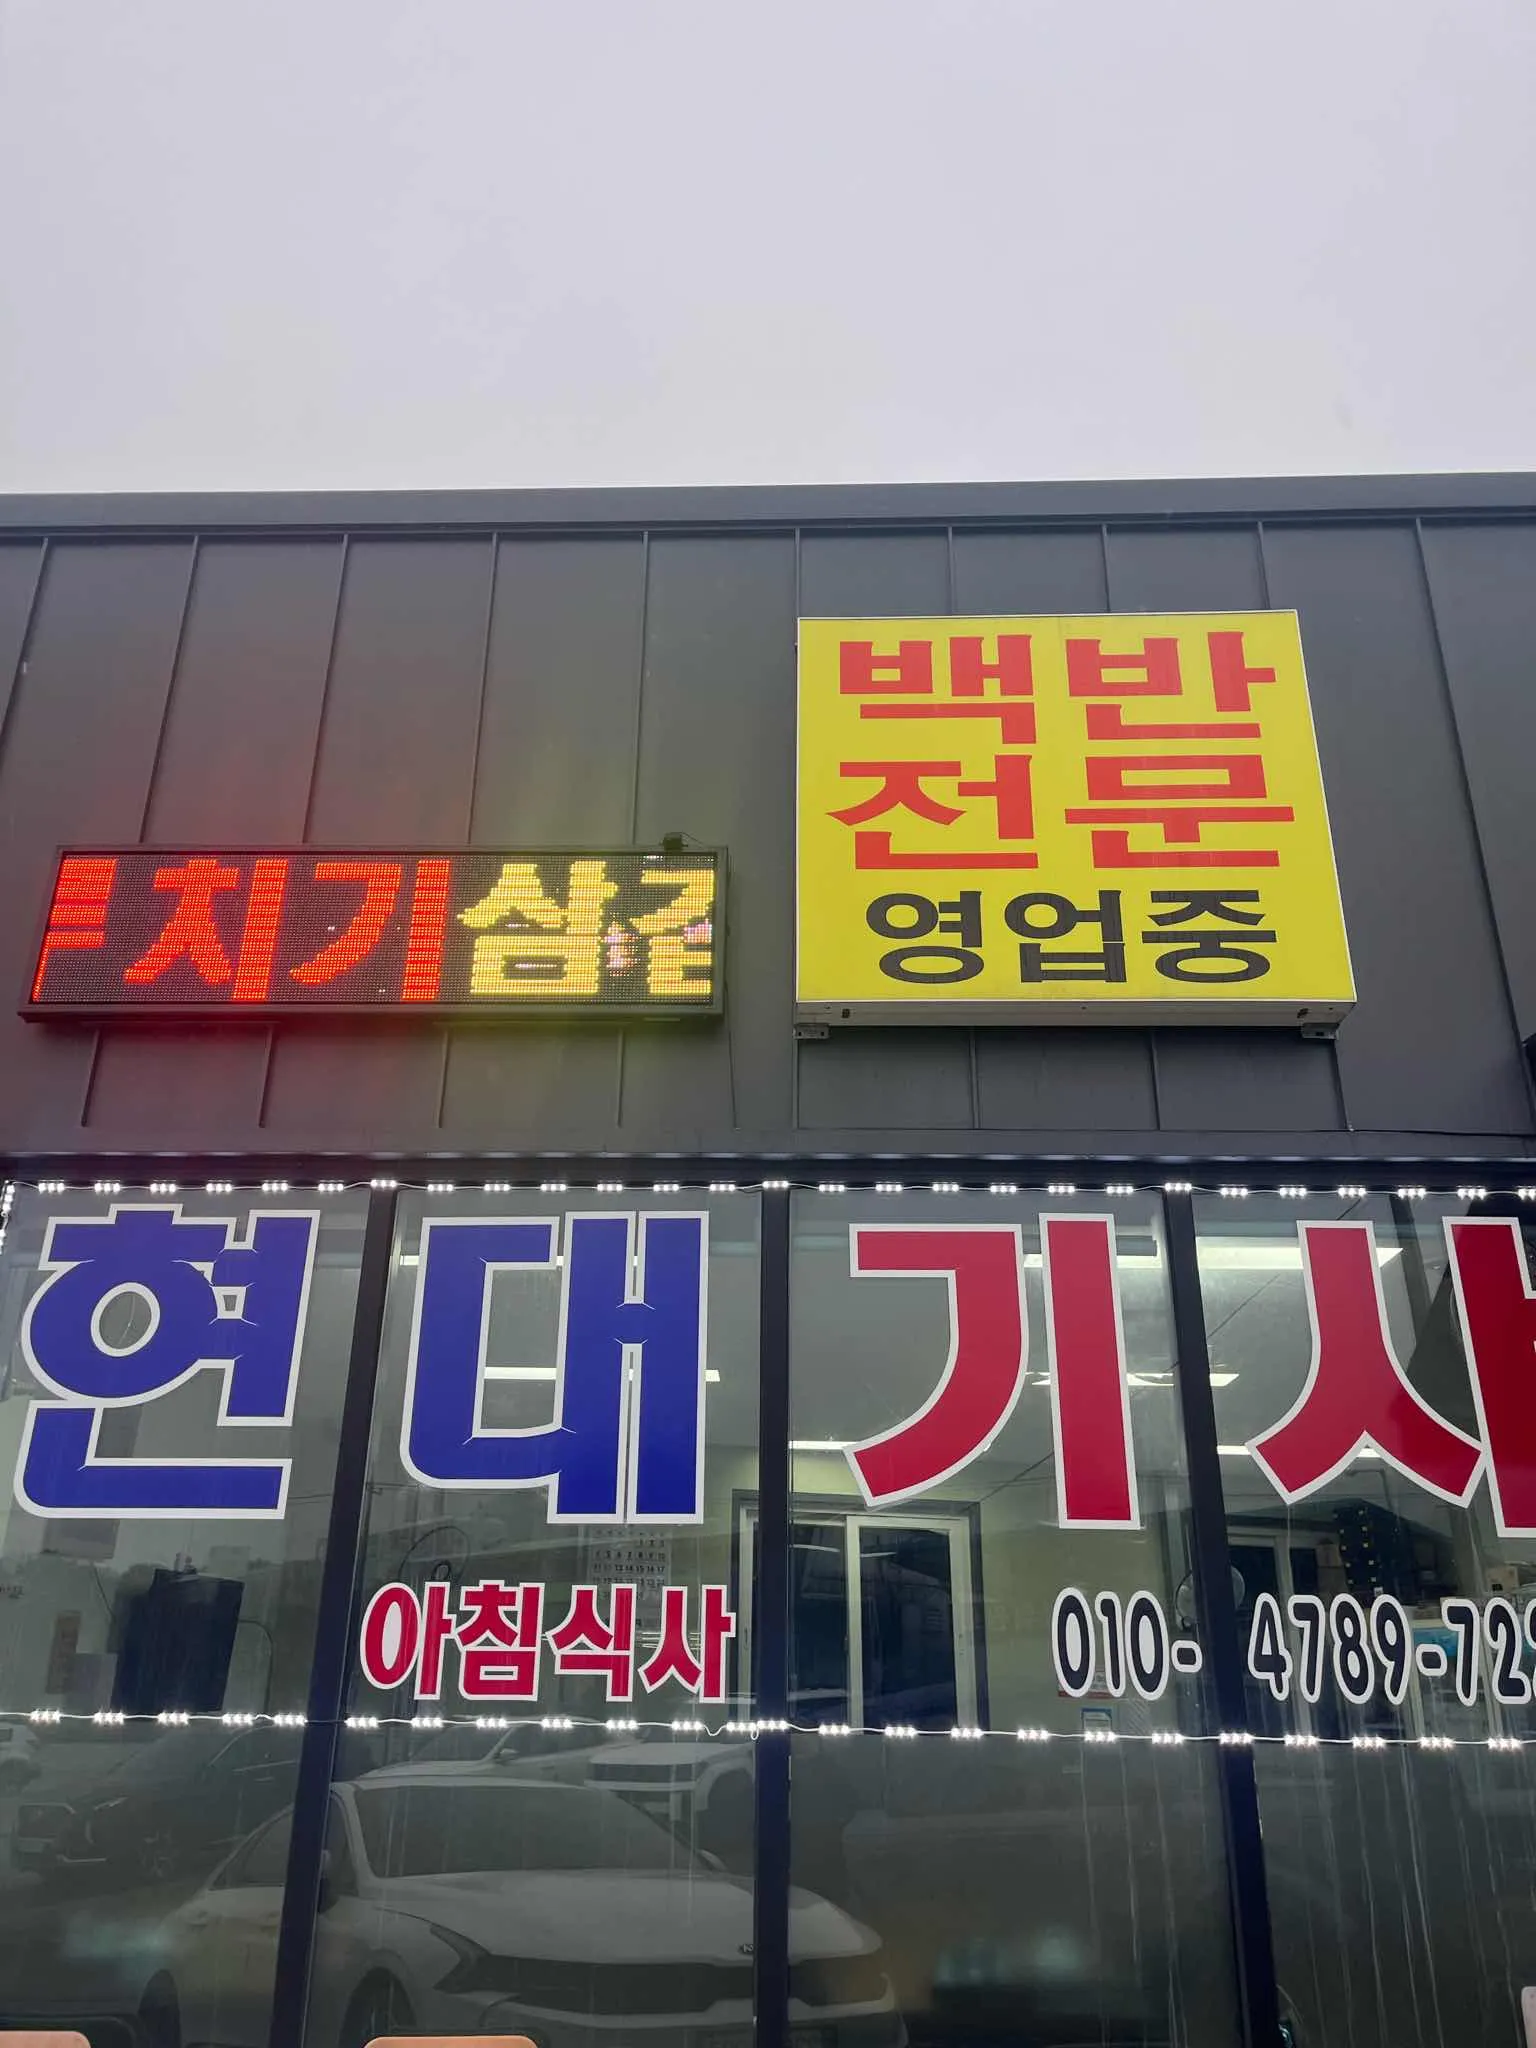 백반
전문
영업중
치기삼겹
현대기사
아침식사
010-4789-72